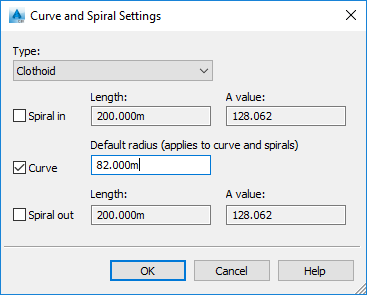 Curve and Spiral Settings
Type:
Clothoid
Length: A value:
Spiral in 200.000m 128.062
Default radius (applies to curve and spirals)
Curve 82.000m
Length: A value:
Spiral out 200.000m 128.062
OK Cancel Help